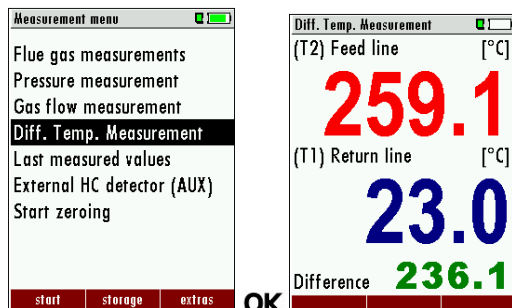 Measurement menu
Flue gas measurements
Pressure measurement
Gas flow measurement
Diff. Temp. Measurement
Last measured values
External HC detector (AUX)
Start zeroing
start storage extras
OK
Diff. Temp. Measurement
(T2) Feed line [°C]
259.1
(T1) Return line [°C]
23.0
Difference 236.1